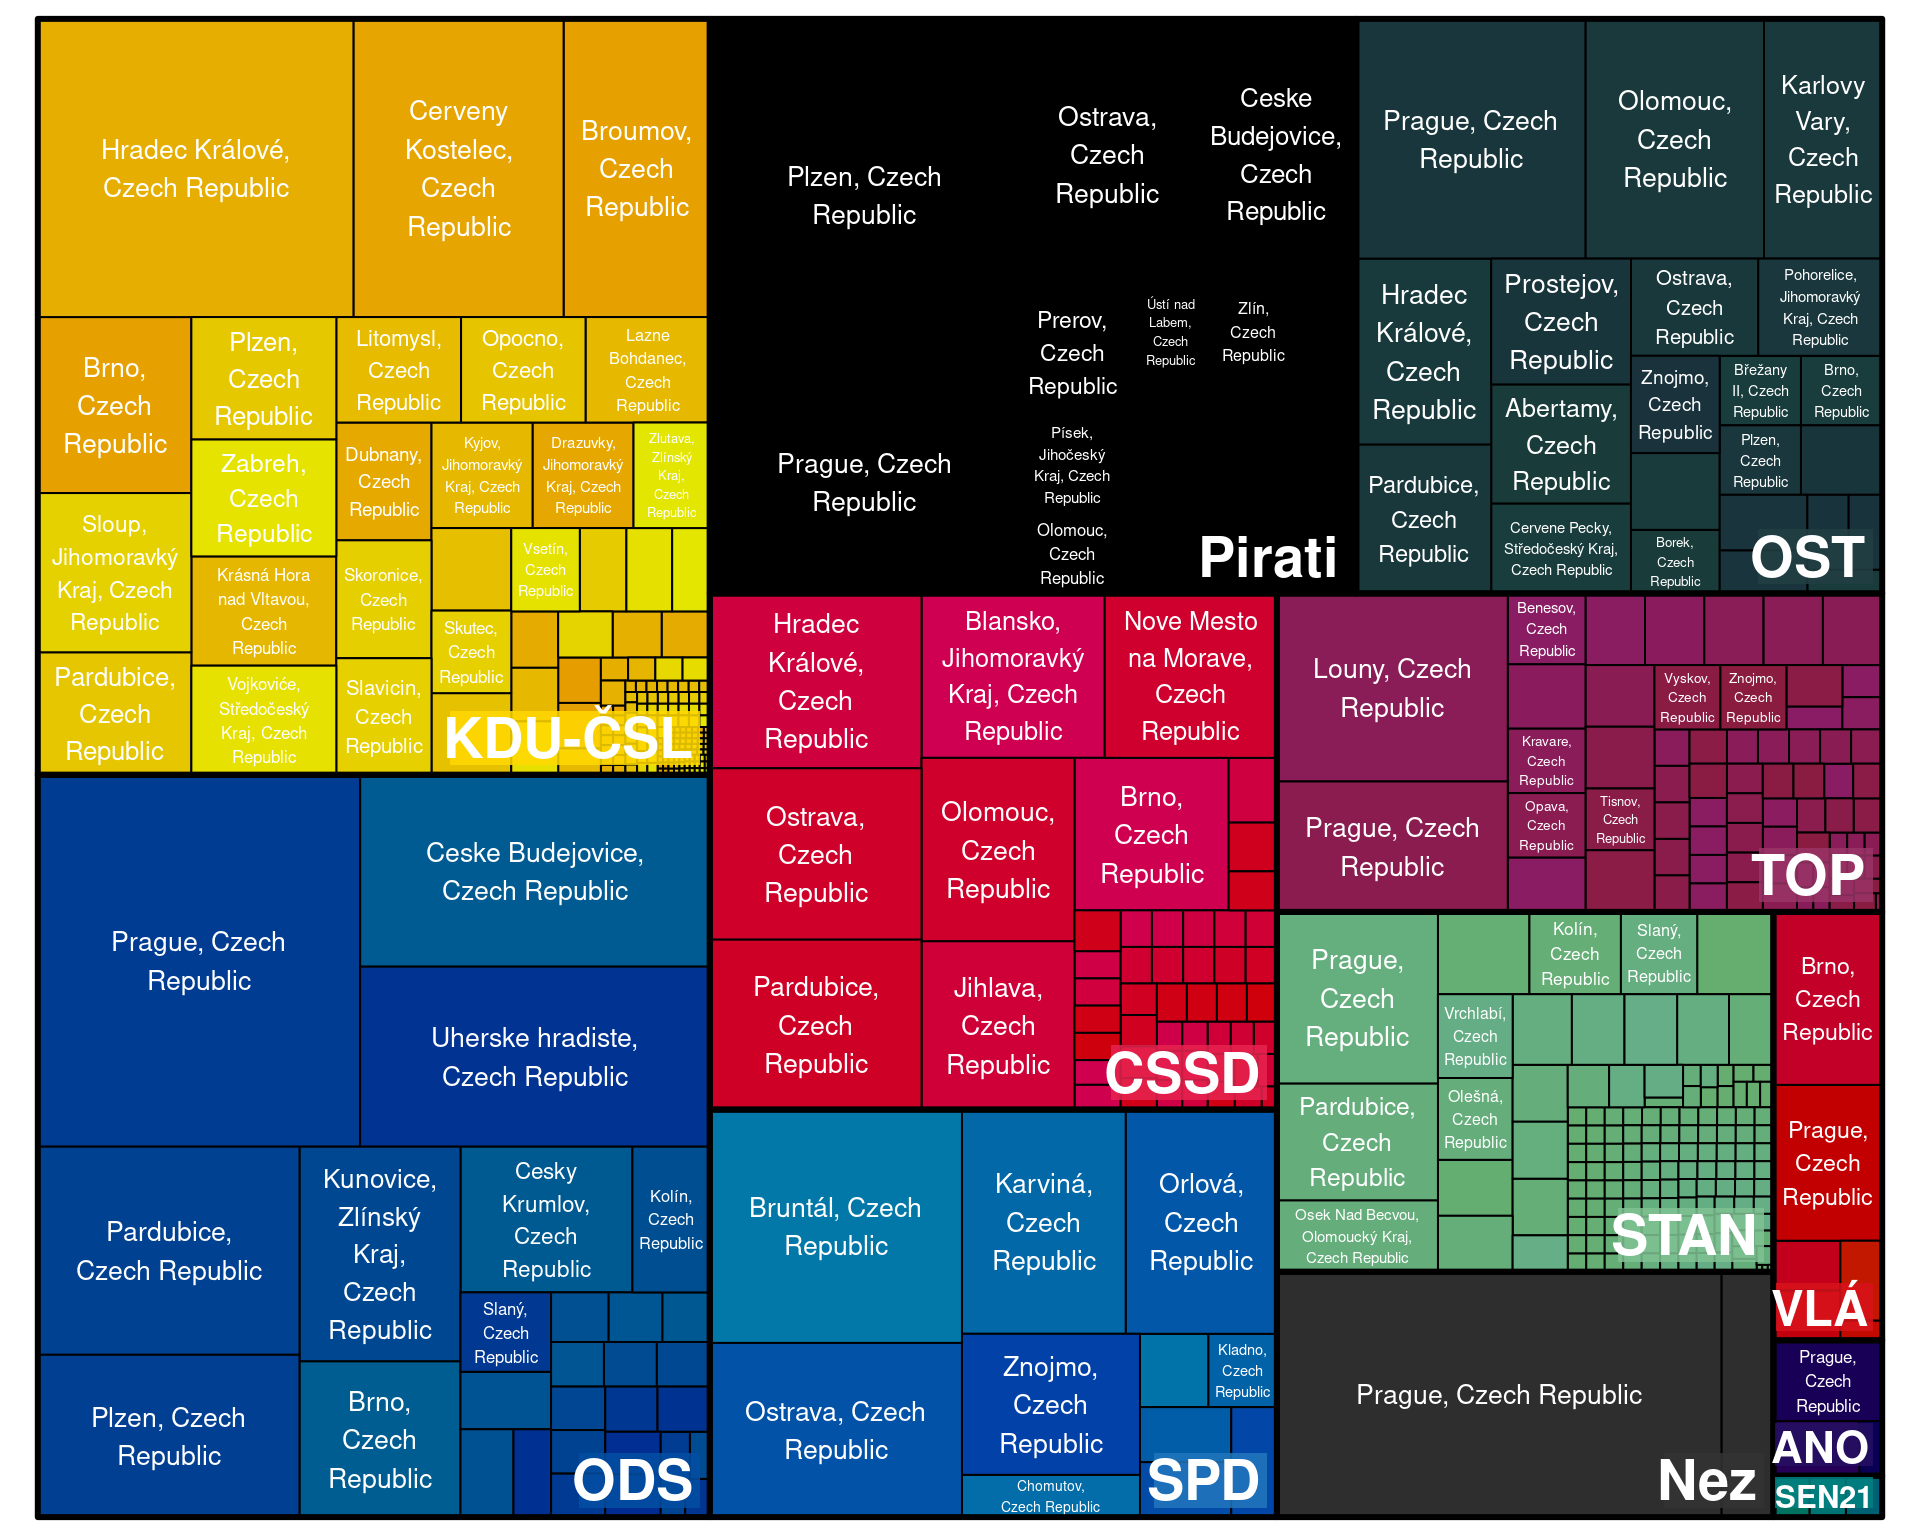 Hradec Králové,
Czech Republic
Cerveny
Kostelec,
Czech
Republic
Broumov,
Czech
Republic
Brno,
Czech
Republic
Plzen,
Czech
Republic
Litomysl,
Czech
Republic
Opocno,
Czech
Republic
Lazne
Bohdanec,
Czech
Republic
Zabreh,
Czech
Republic
Dubnany,
Czech
Republic
Kyjov,
Jihomoravký
Kraj, Czech
Republic
Drazuvky,
Jihomoravký
Kraj, Czech
Republic
Zlutava,
Zlínský
Kraj,
Czech
Republic
Sloup,
Jihomoravký
Kraj, Czech
Republic
Krásná Hora
nad Vltavou,
Czech
Republic
Skoronice,
Czech
Republic
Vsetín,
Czech
Republic
Skutec,
Czech
Republic
Pardubice,
Czech
Republic
Vojkoviće,
Středočeský
Kraj, Czech
Republic
Slavicin,
Czech
Republic
KDU-ČSL
Plzen, Czech
Republic
Ostrava,
Czech
Republic
Ceske
Budejovice,
Czech
Republic
Prerov,
Czech
Republic
Ústí nad
Labem,
Czech
Republic
Zlín,
Czech
Republic
Prague, Czech
Republic
Písek,
Jihočeský
Kraj, Czech
Republic
Olomouc,
Czech
Republic
Pirati
Prague, Czech
Republic
Olomouc,
Czech
Republic
Karlovy
Vary,
Czech
Republic
Hradec
Králové,
Czech
Republic
Prostejov,
Czech
Republic
Ostrava,
Czech
Republic
Pohorelice,
Jihomoravký
Kraj, Czech
Republic
Znojmo,
Czech
Republic
Břežany
II, Czech
Republic
Brno,
Czech
Republic
Abertamy,
Czech
Republic
Plzen,
Czech
Republic
Pardubice,
Czech
Republic
Cervene Pecky,
Středočeský Kraj,
Czech Republic
Borek,
Czech
Republic
OST
Prague, Czech
Republic
Ceske Budejovice,
Czech Republic
Uherske hradiste,
Czech Republic
Pardubice,
Czech Republic
Kunovice,
Zlínský
Kraj,
Czech
Republic
Cesky
Krumlov,
Czech
Republic
Kolín,
Czech
Republic
Slaný,
Czech
Republic
Plzen, Czech
Republic
Brno,
Czech
Republic
ODS
Hradec
Králové,
Czech
Republic
Blansko,
Jihomoravký
Kraj, Czech
Republic
Nove Mesto
na Morave,
Czech
Republic
Ostrava,
Czech
Republic
Olomouc,
Czech
Republic
Brno,
Czech
Republic
Pardubice,
Czech
Republic
Jihlava,
Czech
Republic
CSSD
Bruntál, Czech
Republic
Karviná,
Czech
Republic
Orlová,
Czech
Republic
Ostrava, Czech
Republic
Znojmo,
Czech
Republic
Kladno,
Czech
Republic
Chomutov,
Czech Republic
SPD
Louny, Czech
Republic
Benesov,
Czech
Republic
Vyskov,
Czech
Republic
Znojmo,
Czech
Republic
Kravare,
Czech
Republic
Prague, Czech
Republic
Opava,
Czech
Republic
Tisnov,
Czech
Republic
TOP
Prague,
Czech
Republic
Kolín,
Czech
Republic
Slaný,
Czech
Republic
Vrchlabí,
Czech
Republic
Pardubice,
Czech
Republic
Olešná,
Czech
Republic
Osek Nad Becvou,
Olomoucký Kraj,
Czech Republic
STAN
Brno,
Czech
Republic
Prague,
Czech
Republic
VLÁ
Prague, Czech Republic
Nez
Prague,
Czech
Republic
ANO
SEN21